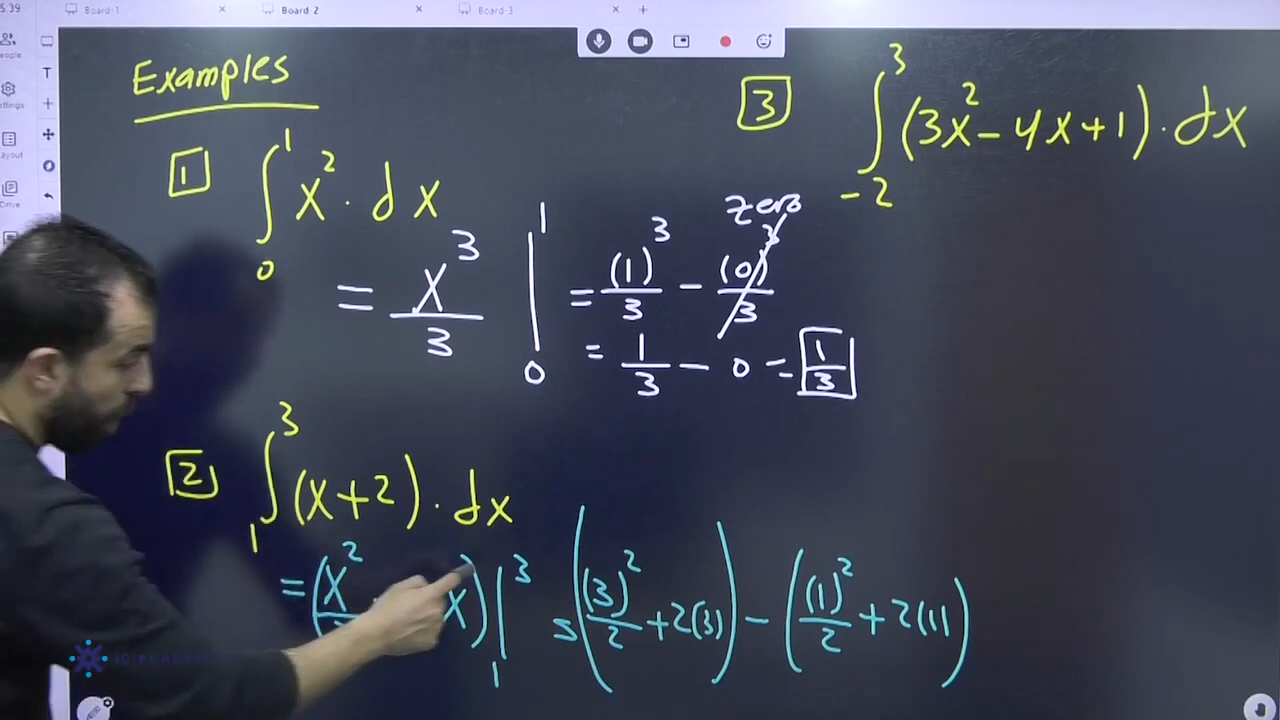 5.39 Board-1 x Board-2 x Board-3 x +
Examples
[1] ∫₀¹ x² · dx
= x³/3 |₀¹ = (1)³/3 - (0)³/3 zero
= 1/3 - 0 = 1/3
[2] ∫₁³ (x+2) · dx
= (x² x)|₁³ = ((3)²/2 + 2(3)) - ((1)²/2 + 2(1))
[3] ∫₋₂³ (3x² - 4x + 1) · dx